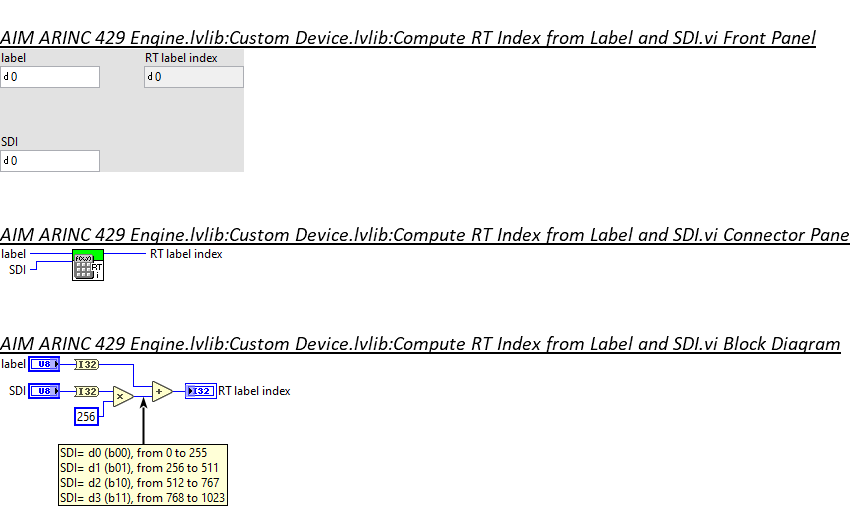 AIM ARINC 429 Engine.lvlib:Custom Device.lvlib:Compute RT Index from Label and SDI.vi Front Panel
label
RT label index
d 0
d 0
SDI
d 0
AIM ARINC 429 Engine.lvlib:Custom Device.lvlib:Compute RT Index from Label and SDI.vi Connector Pane
label
RT label index
SDI
f(x,y)
RT
i
AIM ARINC 429 Engine.lvlib:Custom Device.lvlib:Compute RT Index from Label and SDI.vi Block Diagram
label
U8
I32
SDI
U8
I32
×
+
I32
RT label index
256
SDI= d0 (b00), from 0 to 255
SDI= d1 (b01), from 256 to 511
SDI= d2 (b10), from 512 to 767
SDI= d3 (b11), from 768 to 1023